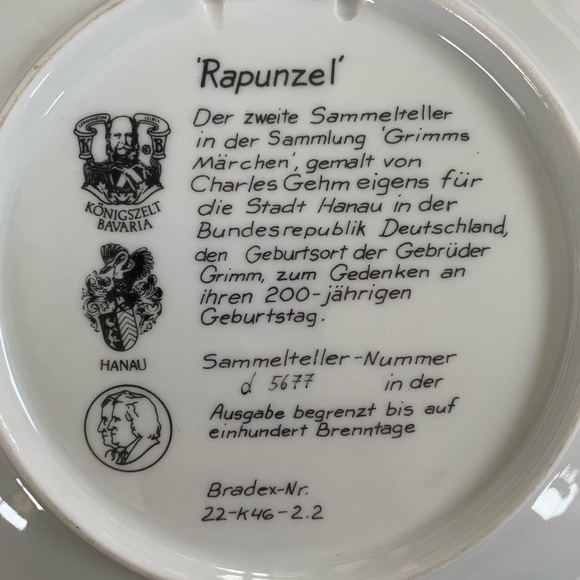 'Rapunzel'
Der zweite Sammelteller
in der Sammlung 'Grimms
Märchen', gemalt von
Charles Gehm eigens für
die Stadt Hanau in der
Bundesrepublik Deutschland,
den Geburtsort der Gebrüder
Grimm, zum Gedenken an
ihren 200-jährigen
Geburtstag.
K B
KÖNIGSZELT
BAVARIA
HANAU
Sammelteller-Nummer
d 5677 in der
Ausgabe begrenzt bis auf
einhundert Brenntage
Bradex-Nr.
22-K46-2.2